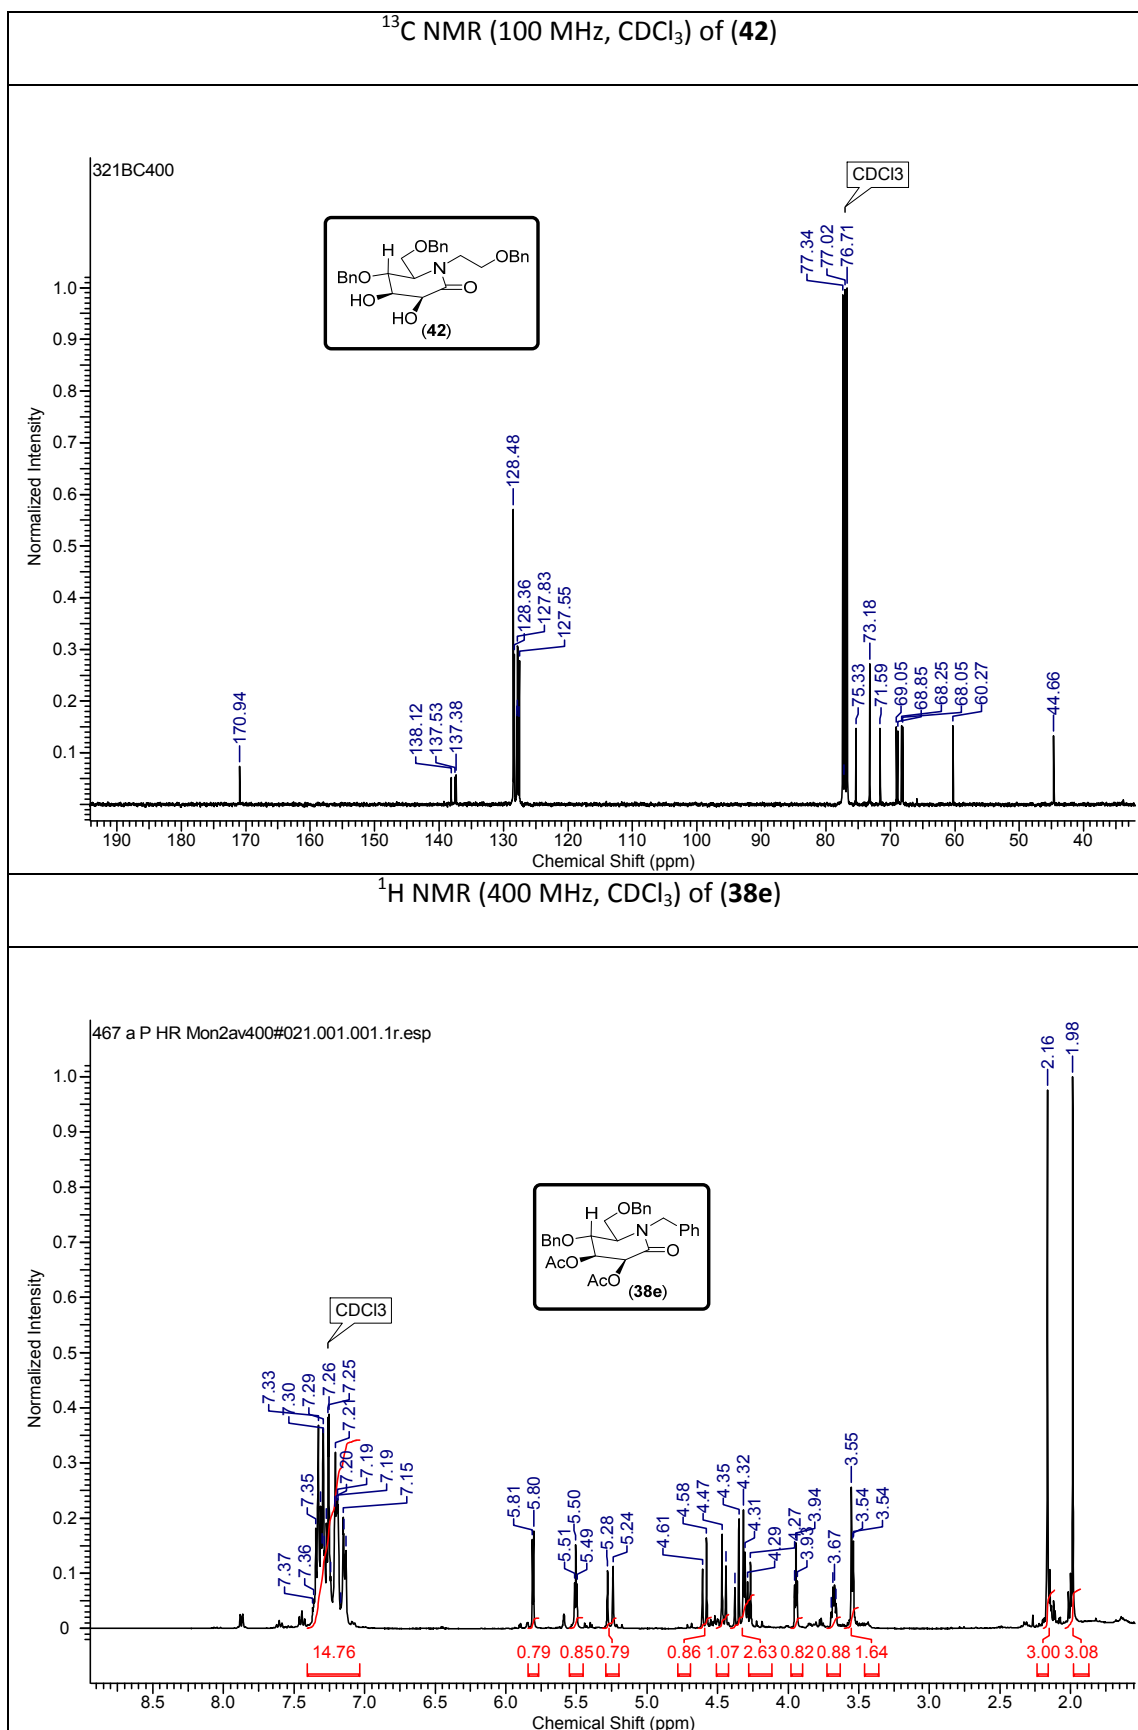 ¹³C NMR (100 MHz, CDCl₃) of (42)
321BC400
CDCl3
77.34
77.02
76.71
OBn
H
N
OBn
BnO
HO
O
HO
(42)
128.48
128.36
127.83
127.55
170.94
138.12
137.53
137.38
75.33
73.18
71.59
69.05
68.85
68.25
68.05
60.27
44.66
Normalized Intensity
1.0
0.9
0.8
0.7
0.6
0.5
0.4
0.3
0.2
0.1
190 180 170 160 150 140 130 120 110 100 90 80 70 60 50 40
Chemical Shift (ppm)
¹H NMR (400 MHz, CDCl₃) of (38e)
467 a P HR Mon2av400#021.001.001.1r.esp
2.16
1.98
OBn
H
N
Ph
BnO
AcO
O
AcO
(38e)
CDCl3
7.37
7.36
7.35
7.33
7.30
7.29
7.26
7.25
7.21
7.20
7.19
7.19
7.15
5.81
5.80
5.51
5.50
5.49
5.28
5.24
4.61
4.58
4.47
4.35
4.32
4.31
4.29
4.27
3.94
3.93
3.67
3.55
3.54
3.54
Normalized Intensity
1.0
0.9
0.8
0.7
0.6
0.5
0.4
0.3
0.2
0.1
0
14.76 0.79 0.85 0.79 0.86 1.07 2.63 0.82 0.88 1.64 3.00 3.08
8.5 8.0 7.5 7.0 6.5 6.0 5.5 5.0 4.5 4.0 3.5 3.0 2.5 2.0
Chemical Shift (ppm)